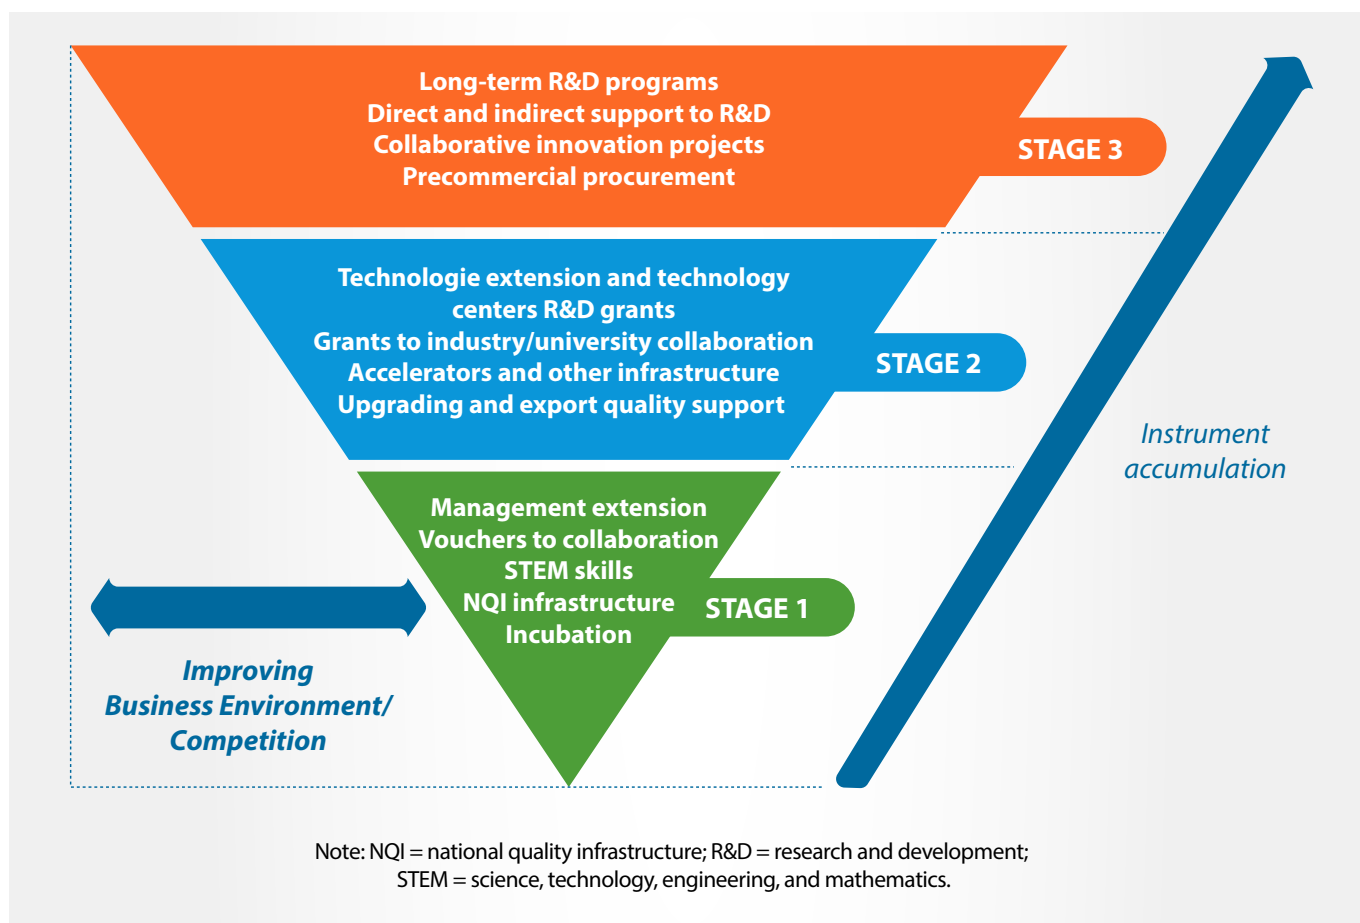 Long-term R&D programs
Direct and indirect support to R&D
Collaborative innovation projects
Precommercial procurement
STAGE 3
Technologie extension and technology
centers R&D grants
Grants to industry/university collaboration
Accelerators and other infrastructure
Upgrading and export quality support
STAGE 2
Instrument
accumulation
Management extension
Vouchers to collaboration
STEM skills
NQI infrastructure
Incubation
STAGE 1
Improving
Business Environment/
Competition
Note: NQI = national quality infrastructure; R&D = research and development;
STEM = science, technology, engineering, and mathematics.